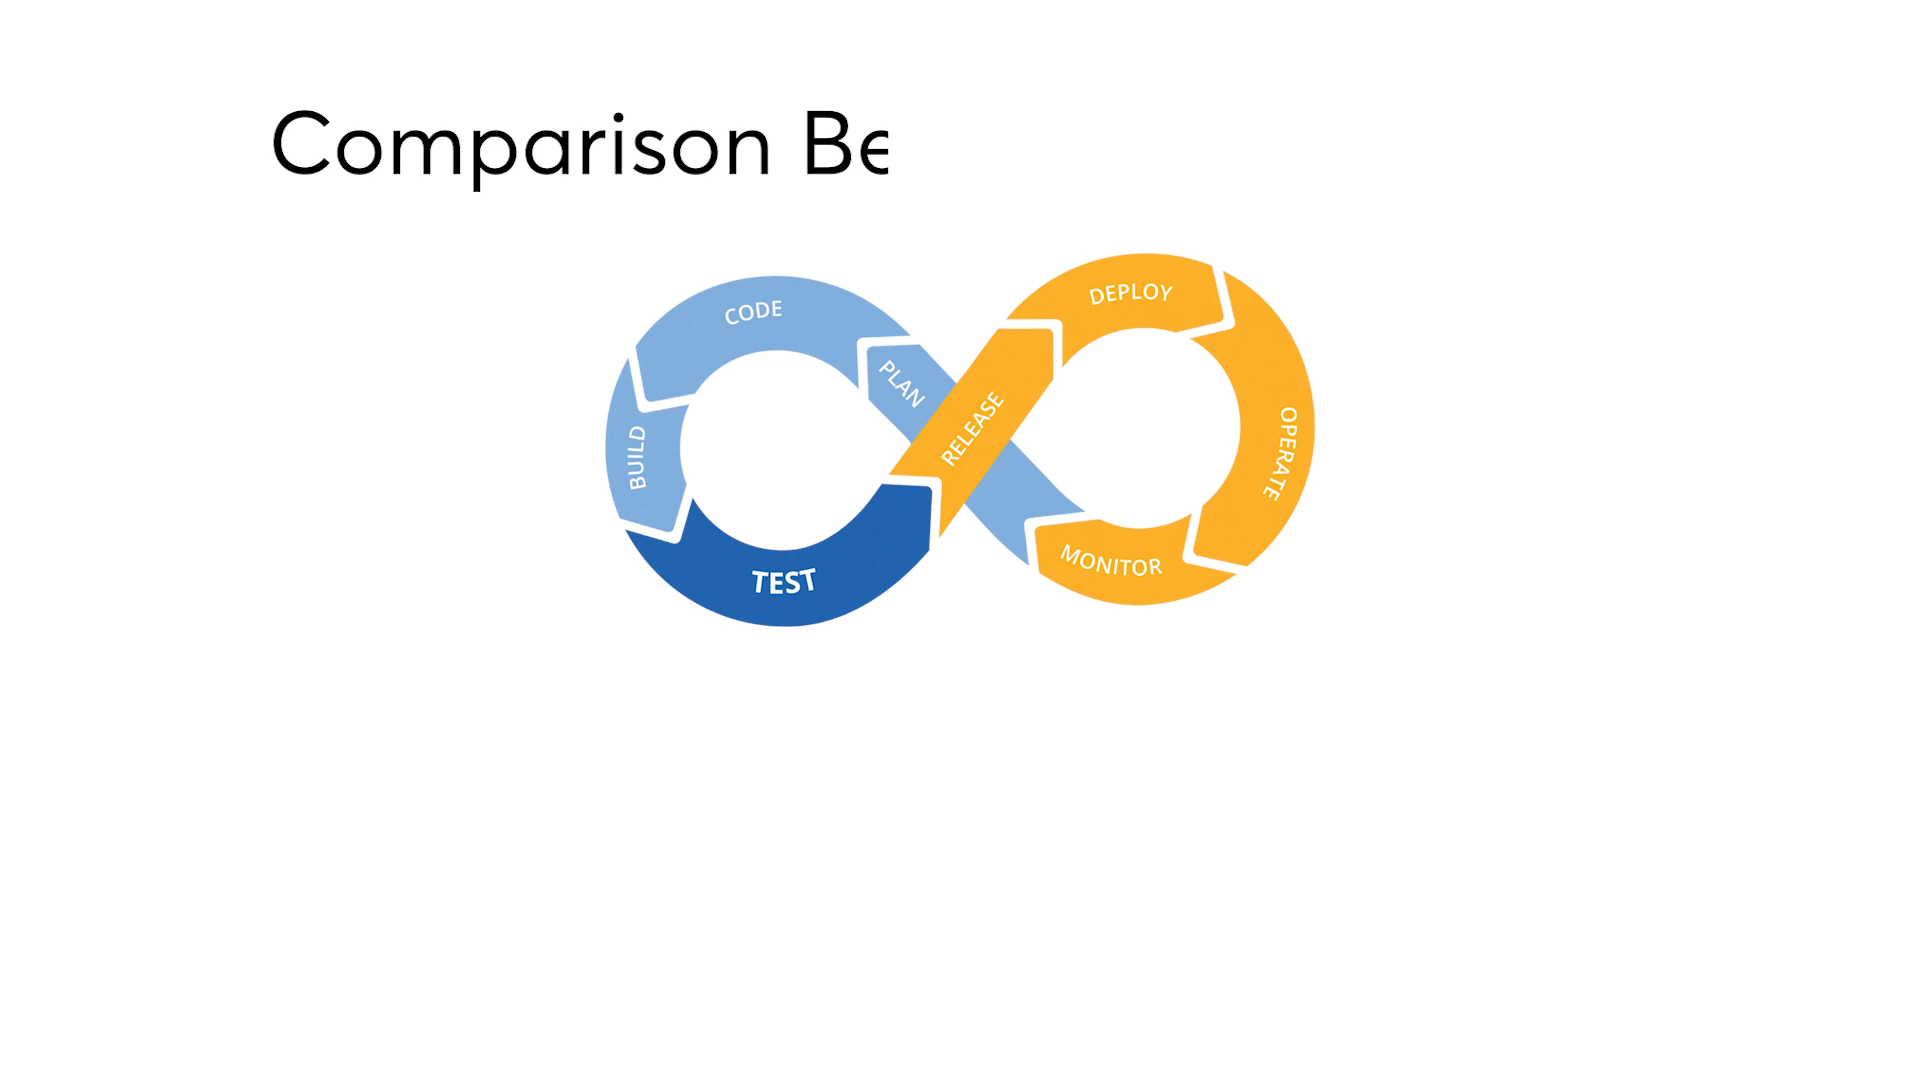 Comparison Be
CODE
PLAN
BUILD
TEST
RELEASE
DEPLOY
OPERATE
MONITOR